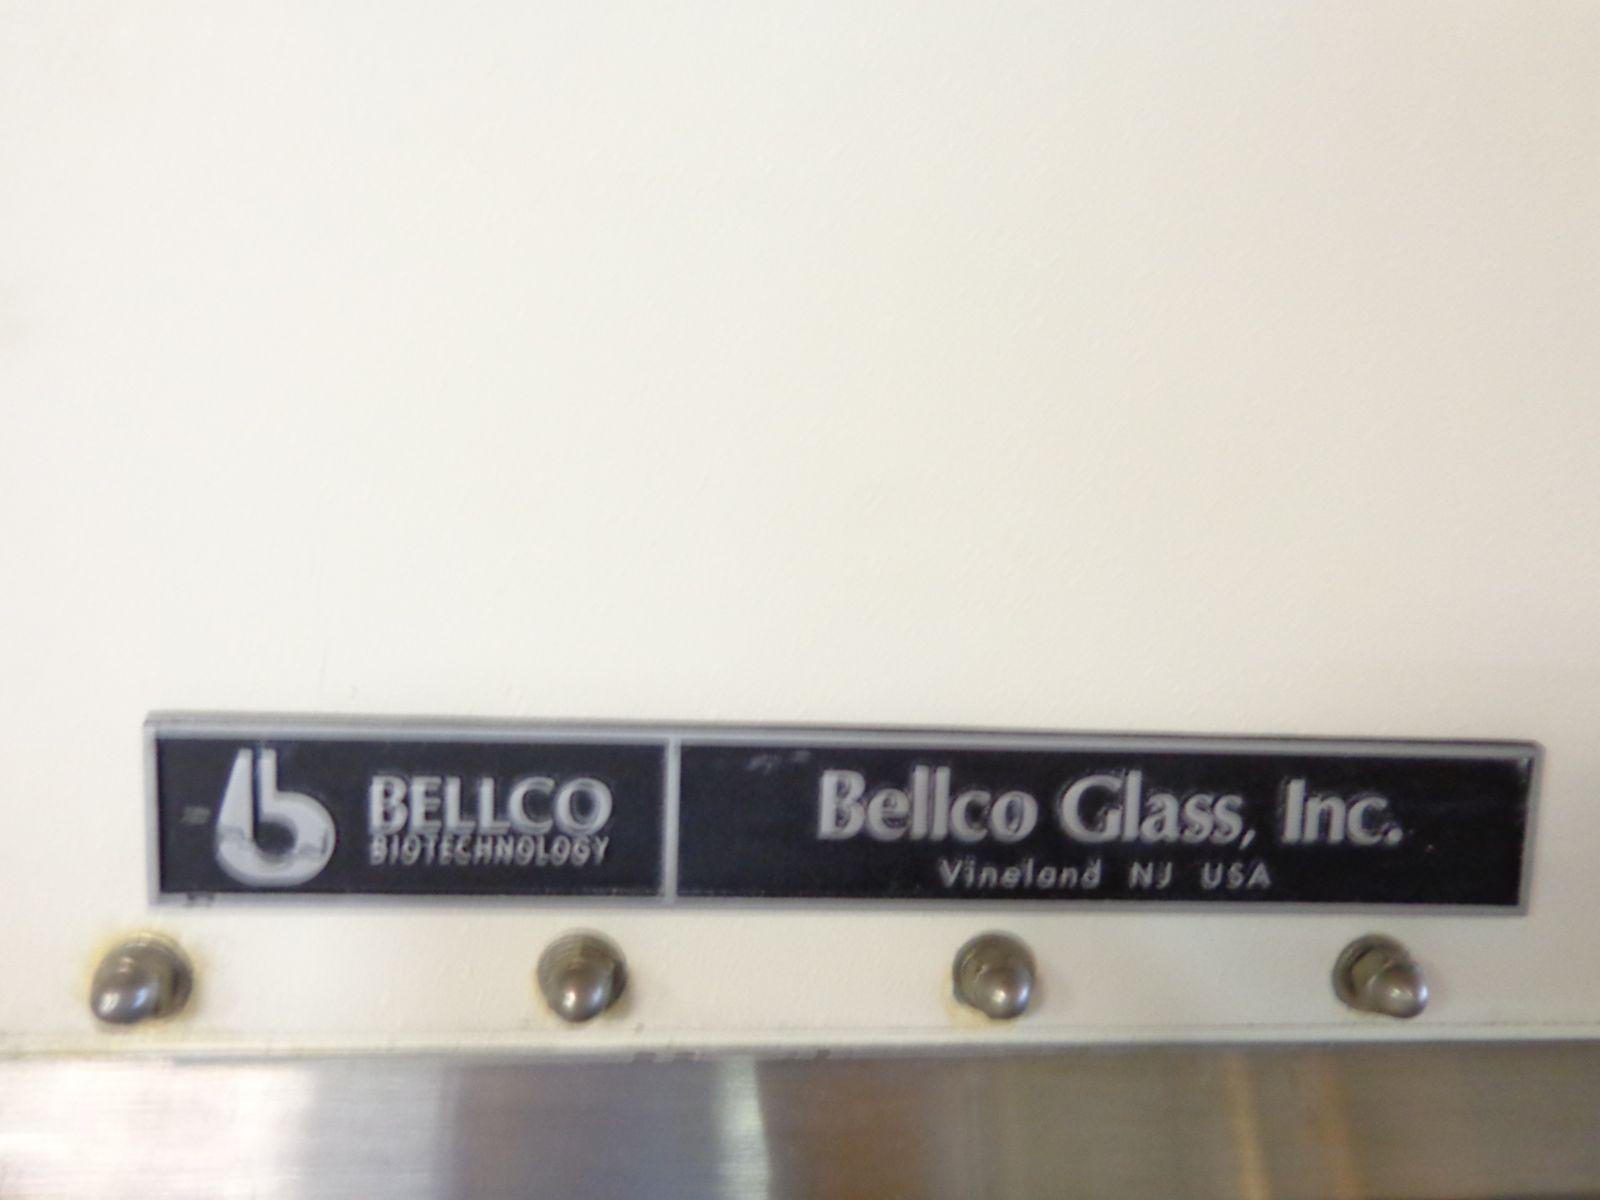 BELLCO
BIOTECHNOLOGY
Bellco Glass, Inc.
Vineland NJ USA